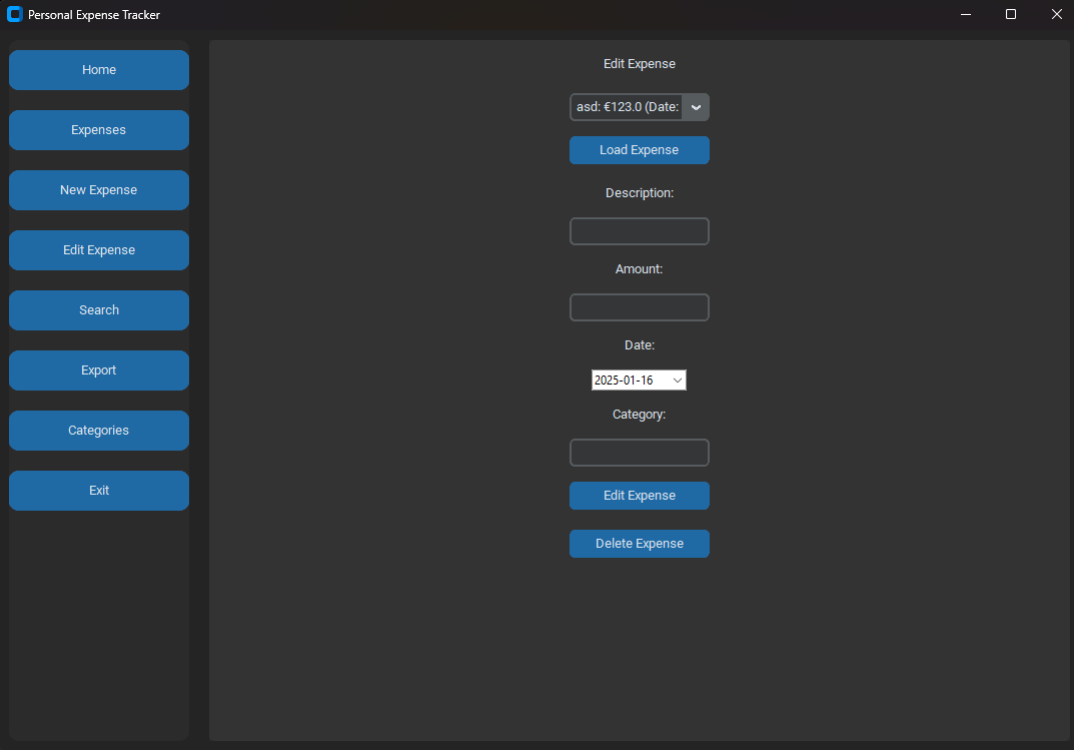 Personal Expense Tracker
Home
Expenses
New Expense
Edit Expense
Search
Export
Categories
Exit
Edit Expense
asd: €123.0 (Date:
Load Expense
Description:
Amount:
Date:
2025-01-16
Category:
Edit Expense
Delete Expense